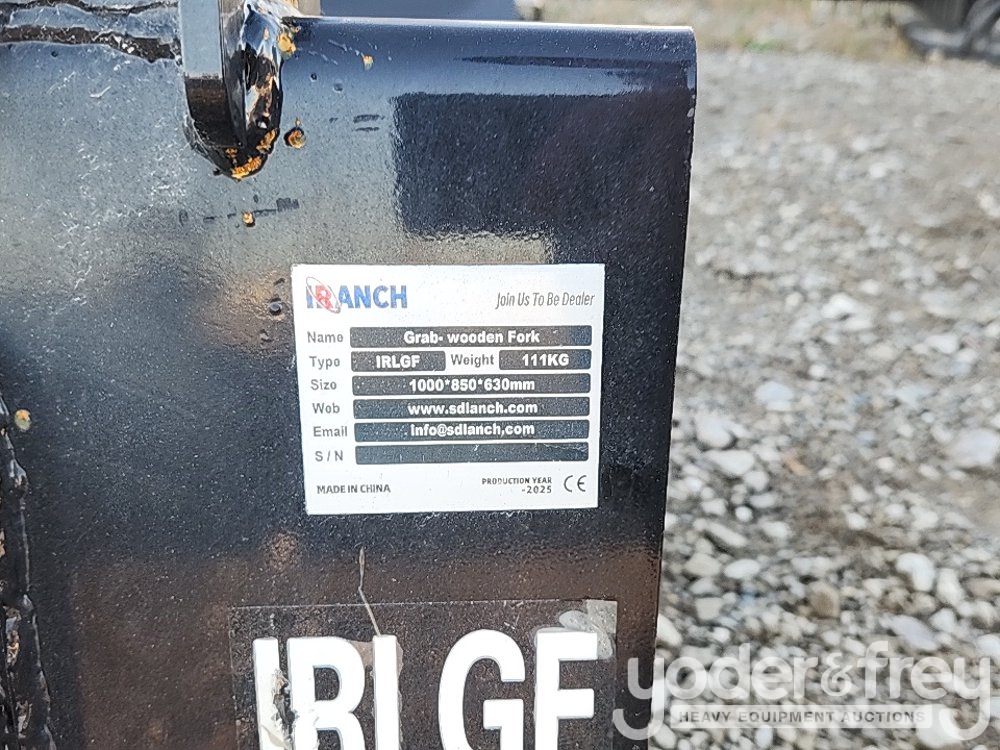 IRANCH Join Us To Be Dealer
Name Grab- wooden Fork
Type IRLGF Weight 111KG
Size 1000*850*630mm
Web www.sdlanch.com
Email info@sdlanch.com
S / N
MADE IN CHINA PRODUCTION YEAR
-2025 CE
IRLGF
yoder&frey
HEAVY EQUIPMENT AUCTIONS